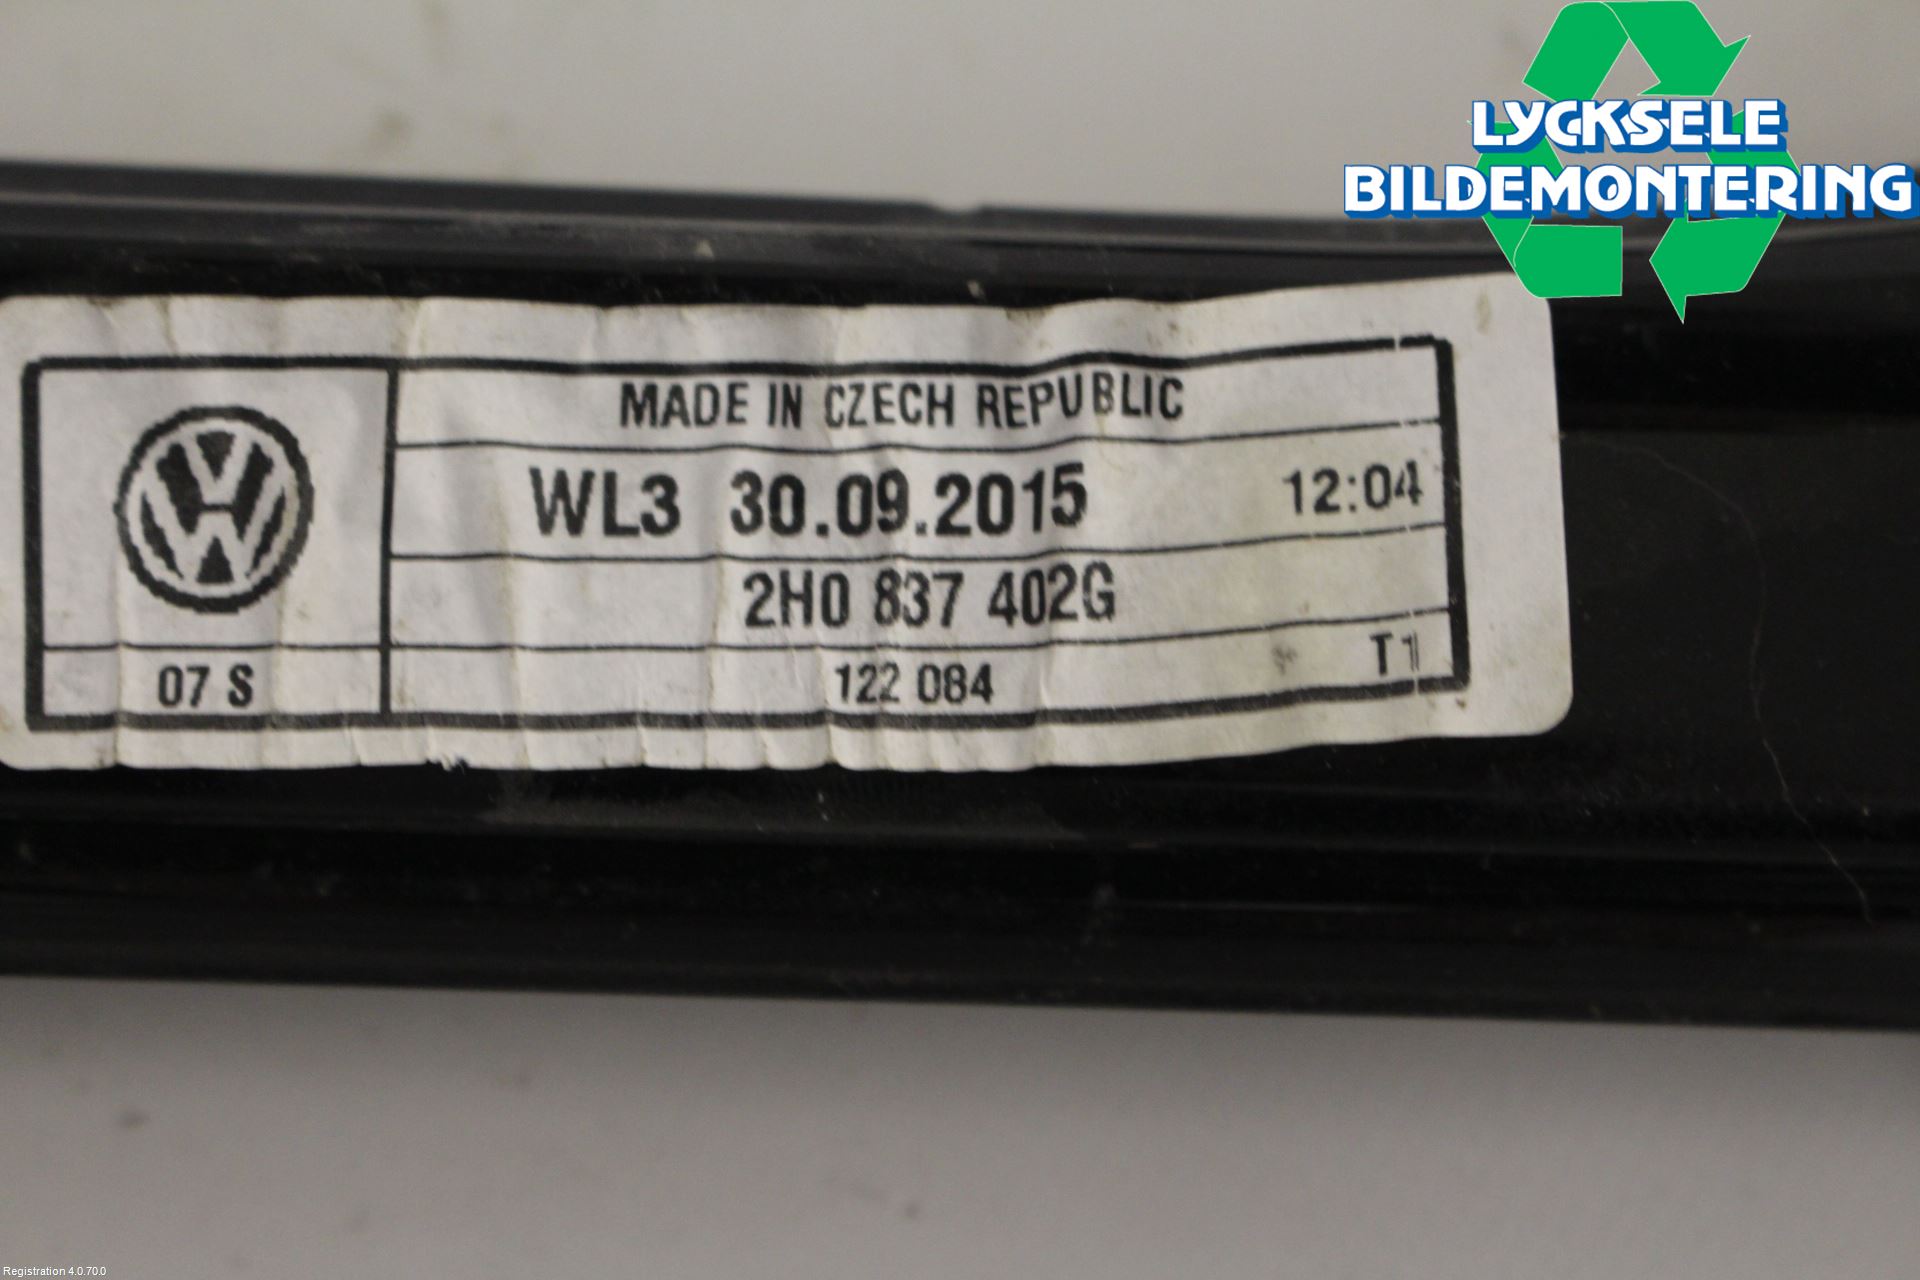 LYCKSELE
BILDEMONTERING
MADE IN CZECH REPUBLIC
WL3 30.09.2015 12:04
2H0 837 402G
07 S 122 084 T1
Registration 4.0.70.0